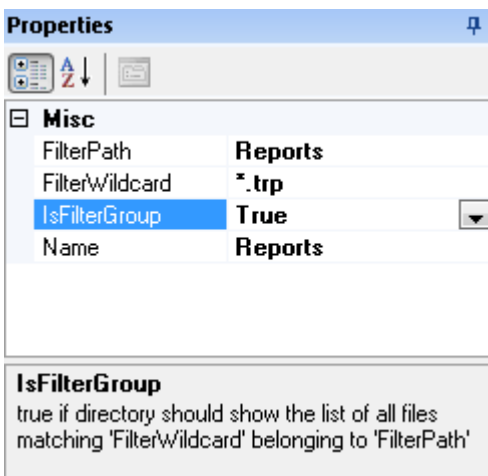 Properties
A
Z
Misc
FilterPath Reports
FilterWildcard *.trp
IsFilterGroup True
Name Reports
IsFilterGroup
true if directory should show the list of all files
matching 'FilterWildcard' belonging to 'FilterPath'